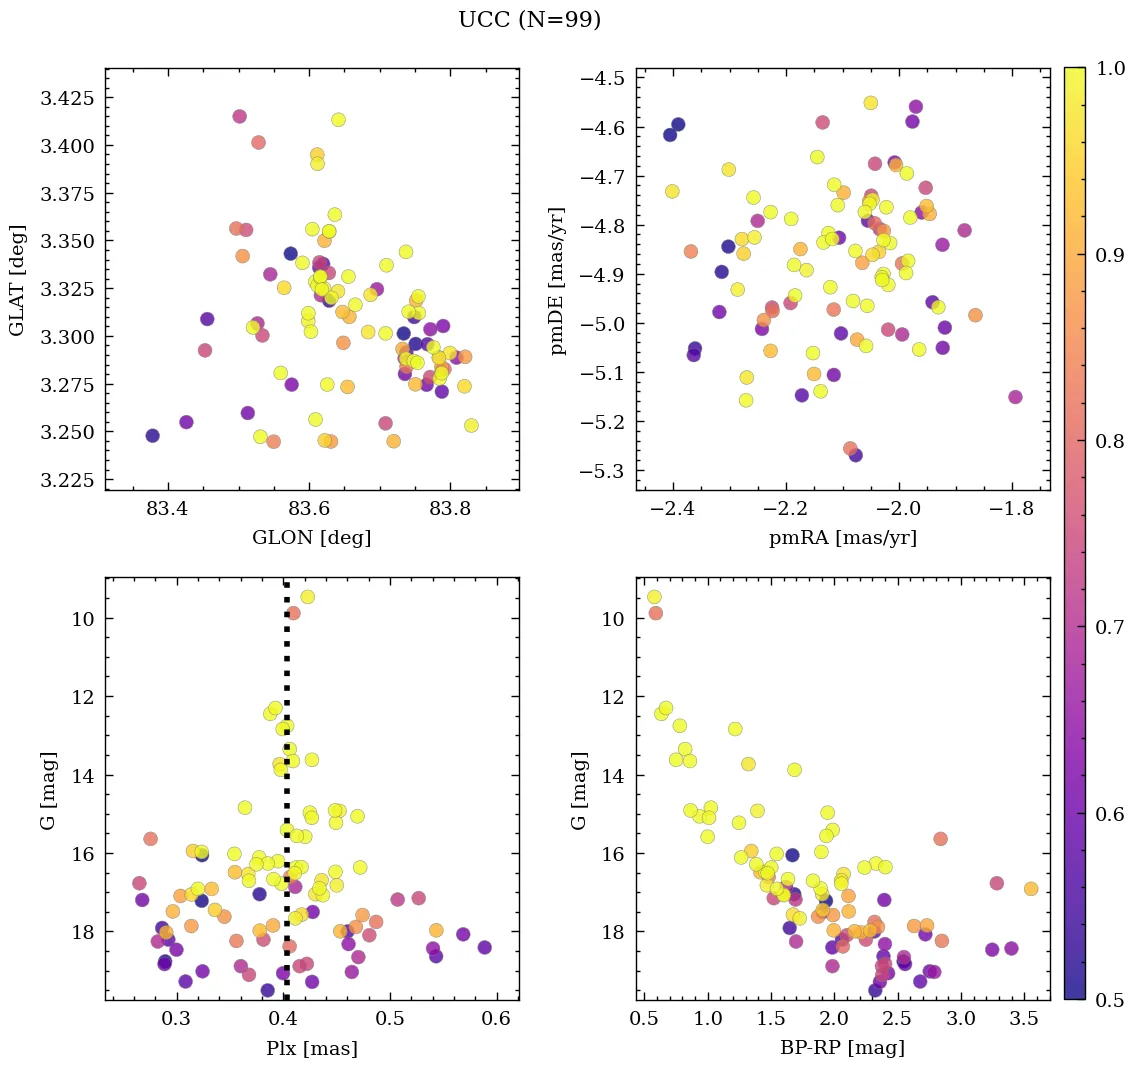 UCC (N=99)
3.425
3.400
3.375
3.350
3.325
3.300
3.275
3.250
3.225
GLAT [deg]
83.4 83.6 83.8
GLON [deg]
−4.5
−4.6
−4.7
−4.8
−4.9
−5.0
−5.1
−5.2
−5.3
pmDE [mas/yr]
−2.4 −2.2 −2.0 −1.8
pmRA [mas/yr]
10
12
14
16
18
G [mag]
0.3 0.4 0.5 0.6
Plx [mas]
10
12
14
16
18
G [mag]
0.5 1.0 1.5 2.0 2.5 3.0 3.5
BP-RP [mag]
1.0
0.9
0.8
0.7
0.6
0.5